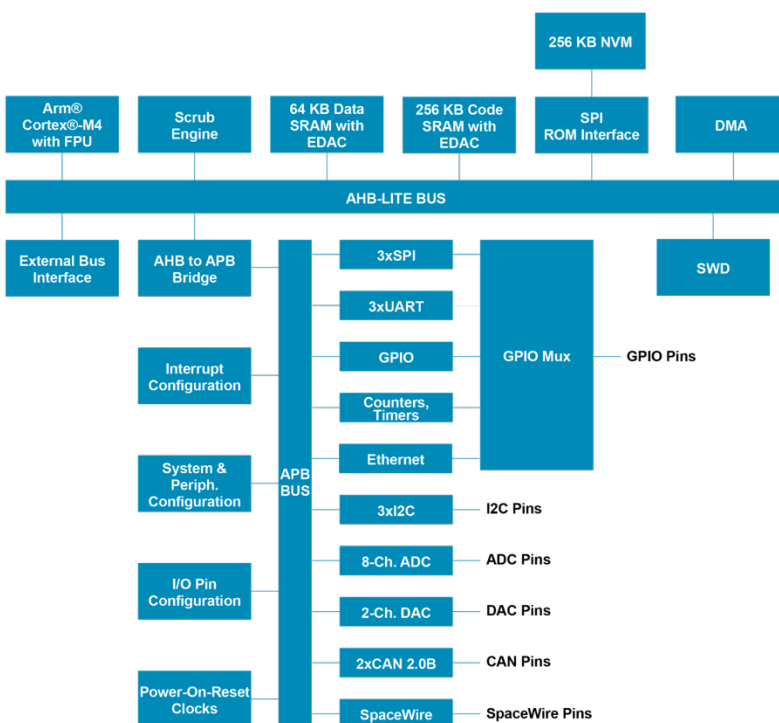 256 KB NVM
Arm®
Cortex®-M4
with FPU
Scrub
Engine
64 KB Data
SRAM with
EDAC
256 KB Code
SRAM with
EDAC
SPI
ROM Interface
DMA
AHB-LITE BUS
External Bus
Interface
AHB to APB
Bridge
3xSPI
SWD
3xUART
Interrupt
Configuration
GPIO
GPIO Mux
GPIO Pins
Counters,
Timers
System &
Periph.
Configuration
APB
BUS
Ethernet
3xI2C
I2C Pins
8-Ch. ADC
ADC Pins
I/O Pin
Configuration
2-Ch. DAC
DAC Pins
2xCAN 2.0B
CAN Pins
Power-On-Reset
Clocks
SpaceWire
SpaceWire Pins